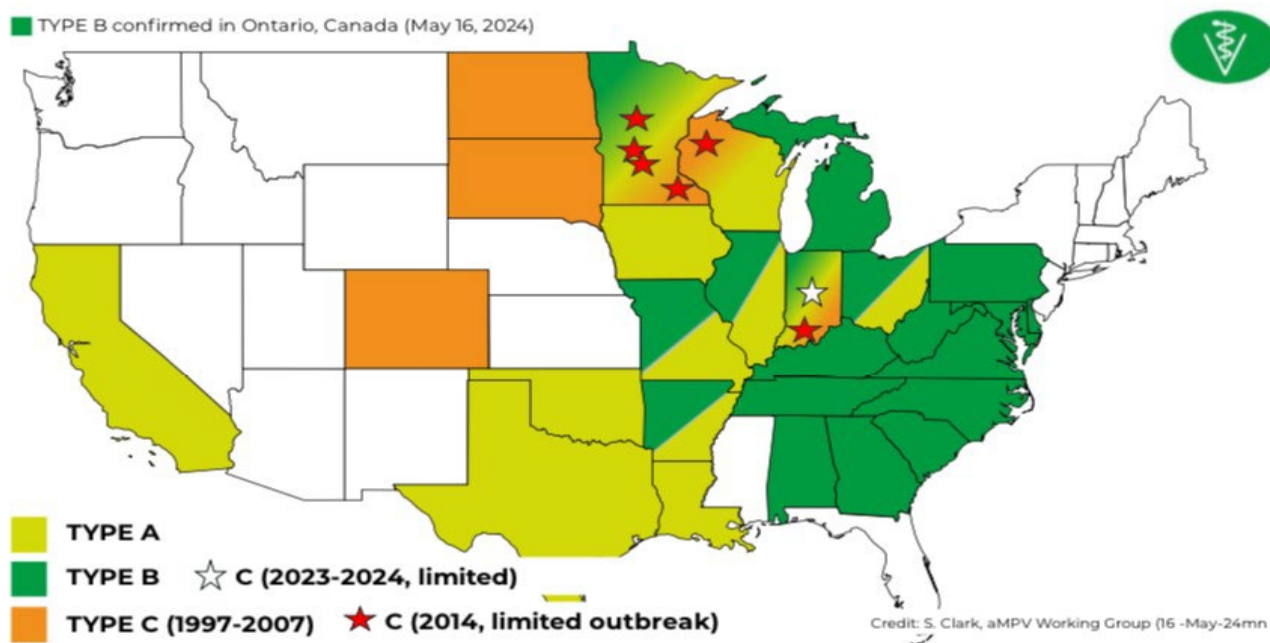 TYPE B confirmed in Ontario, Canada (May 16, 2024)
TYPE A
TYPE B
C (2023-2024, limited)
TYPE C (1997-2007)
C (2014, limited outbreak)
Credit: S. Clark, aMPV Working Group (16 -May-24mn